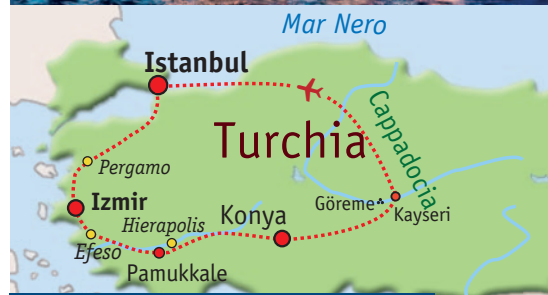 Mar Nero
Istanbul
Cappadocia
Turchia
Pergamo
Izmir
Göreme
Kayseri
Hierapolis
Konya
Efeso
Pamukkale